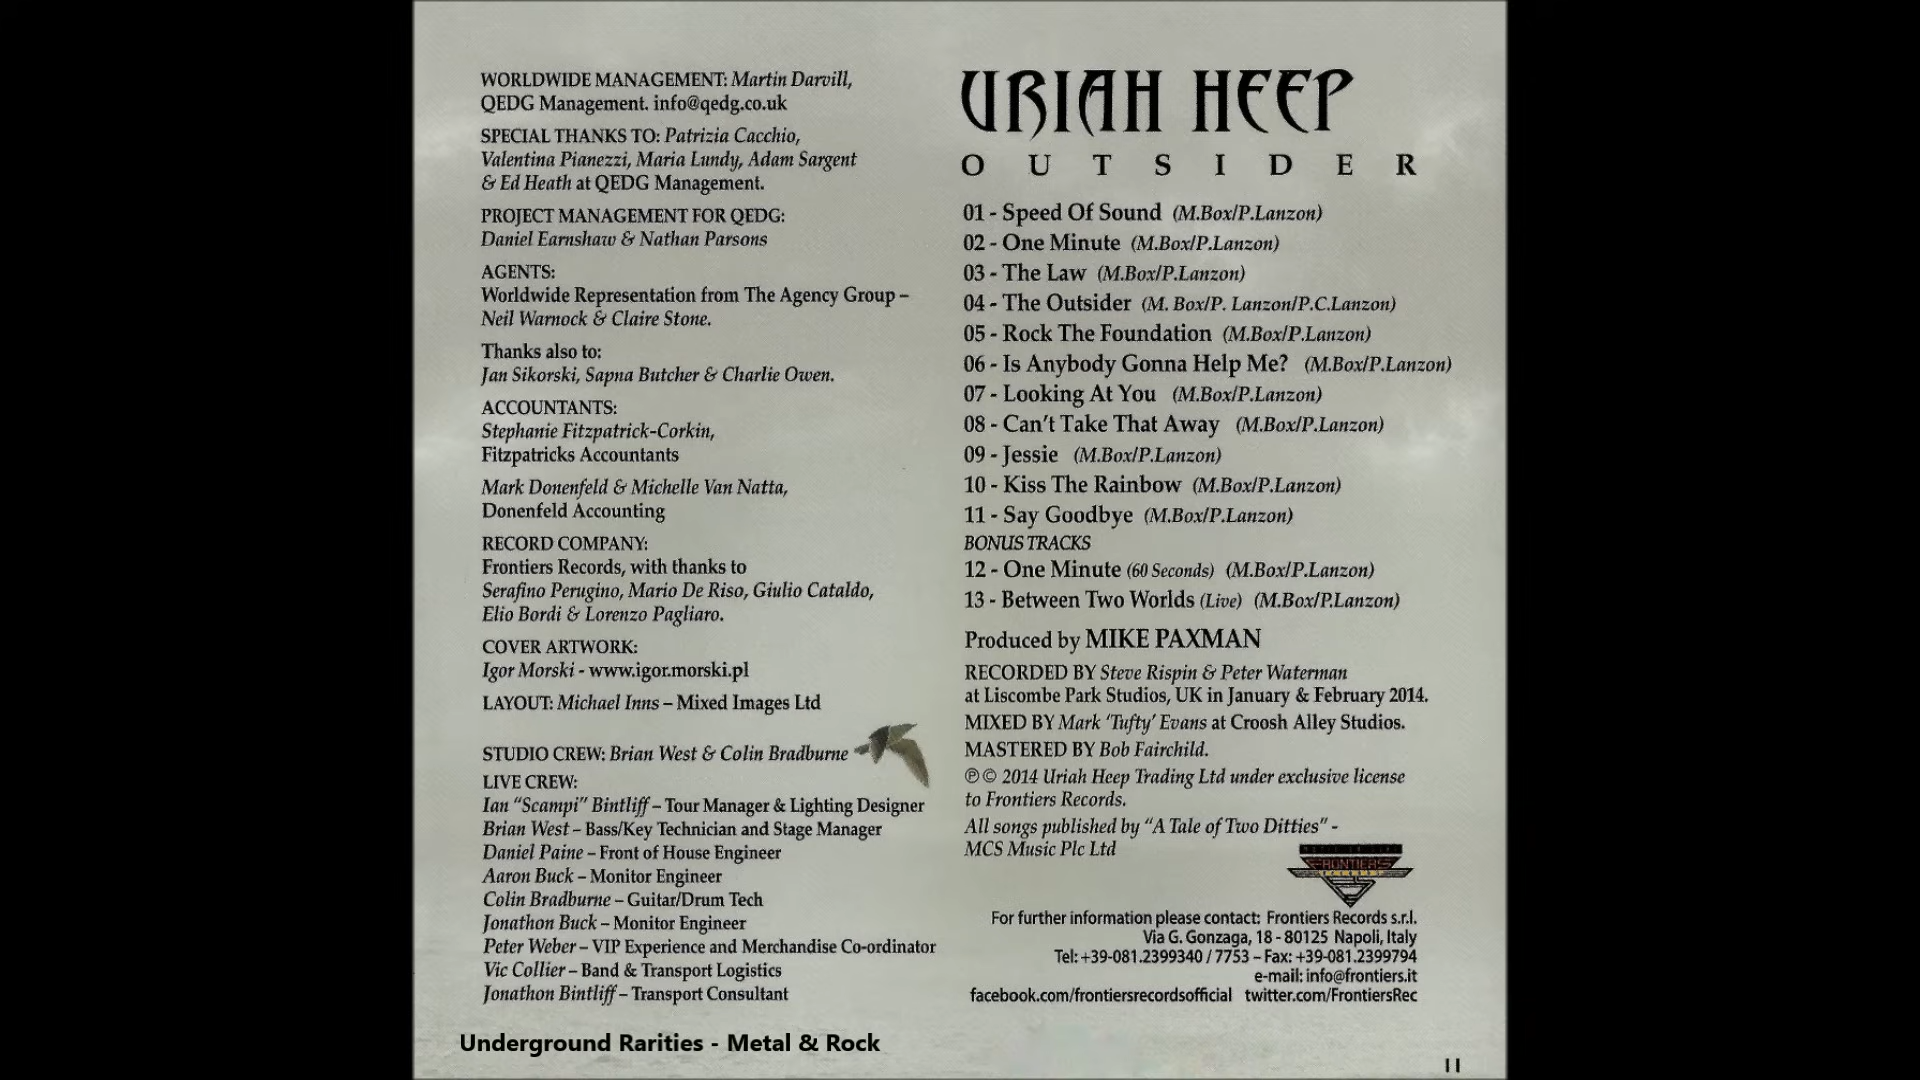 WORLDWIDE MANAGEMENT: Martin Darvill,
QEDG Management. info@qedg.co.uk
SPECIAL THANKS TO: Patrizia Cacchio,
Valentina Pianezzi, Maria Lundy, Adam Sargent
& Ed Heath at QEDG Management.
PROJECT MANAGEMENT FOR QEDG:
Daniel Earnshaw & Nathan Parsons
AGENTS:
Worldwide Representation from The Agency Group –
Neil Warnock & Claire Stone.
Thanks also to:
Jan Sikorski, Sapna Butcher & Charlie Owen.
ACCOUNTANTS:
Stephanie Fitzpatrick-Corkin,
Fitzpatricks Accountants
Mark Donenfeld & Michelle Van Natta,
Donenfeld Accounting
RECORD COMPANY:
Frontiers Records, with thanks to
Serafino Perugino, Mario De Riso, Giulio Cataldo,
Elio Bordi & Lorenzo Pagliaro.
COVER ARTWORK:
Igor Morski - www.igor.morski.pl
LAYOUT: Michael Inns – Mixed Images Ltd
STUDIO CREW: Brian West & Colin Bradburne
LIVE CREW:
Ian “Scampi” Bintliff – Tour Manager & Lighting Designer
Brian West – Bass/Key Technician and Stage Manager
Daniel Paine – Front of House Engineer
Aaron Buck – Monitor Engineer
Colin Bradburne – Guitar/Drum Tech
Jonathon Buck – Monitor Engineer
Peter Weber – VIP Experience and Merchandise Co-ordinator
Vic Collier – Band & Transport Logistics
Jonathon Bintliff – Transport Consultant
URIAH HEEP
OUTSIDER
01 - Speed Of Sound (M.Box/P.Lanzon)
02 - One Minute (M.Box/P.Lanzon)
03 - The Law (M.Box/P.Lanzon)
04 - The Outsider (M. Box/P. Lanzon/P.C.Lanzon)
05 - Rock The Foundation (M.Box/P.Lanzon)
06 - Is Anybody Gonna Help Me? (M.Box/P.Lanzon)
07 - Looking At You (M.Box/P.Lanzon)
08 - Can’t Take That Away (M.Box/P.Lanzon)
09 - Jessie (M.Box/P.Lanzon)
10 - Kiss The Rainbow (M.Box/P.Lanzon)
11 - Say Goodbye (M.Box/P.Lanzon)
BONUS TRACKS
12 - One Minute (60 Seconds) (M.Box/P.Lanzon)
13 - Between Two Worlds (Live) (M.Box/P.Lanzon)
Produced by MIKE PAXMAN
RECORDED BY Steve Rispin & Peter Waterman
at Liscombe Park Studios, UK in January & February 2014.
MIXED BY Mark ‘Tufty’ Evans at Croosh Alley Studios.
MASTERED BY Bob Fairchild.
℗© 2014 Uriah Heep Trading Ltd under exclusive license
to Frontiers Records.
All songs published by “A Tale of Two Ditties” -
MCS Music Plc Ltd
FRONTIERS
RECORDS
For further information please contact: Frontiers Records s.r.l.
Via G. Gonzaga, 18 - 80125 Napoli, Italy
Tel: +39-081.2399340 / 7753 – Fax: +39-081.2399794
e-mail: info@frontiers.it
facebook.com/frontiersrecordsofficial twitter.com/FrontiersRec
Underground Rarities - Metal & Rock
11